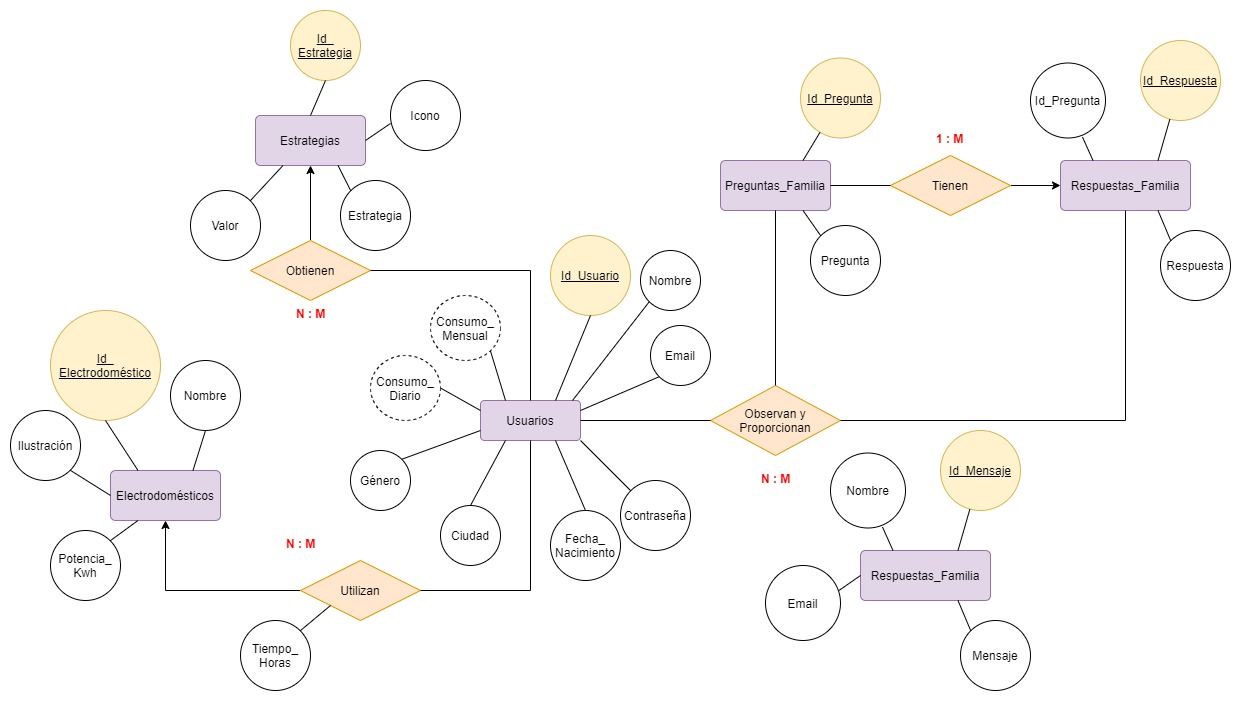 Id_
Estrategia
Icono
Estrategias
Valor
Estrategia
Obtienen
N : M
Id_Pregunta
Id_Pregunta
Id_Respuesta
1 : M
Preguntas_Familia
Tienen
Respuestas_Familia
Pregunta
Respuesta
Id_Usuario
Nombre
Consumo_
Mensual
Email
Consumo_
Diario
Usuarios
Observan y
Proporcionan
N : M
Género
Ciudad
Fecha_
Nacimiento
Contraseña
Id_
Electrodoméstico
Nombre
Ilustración
Electrodomésticos
Potencia_
Kwh
N : M
Utilizan
Tiempo_
Horas
Nombre
Id_Mensaje
Respuestas_Familia
Email
Mensaje